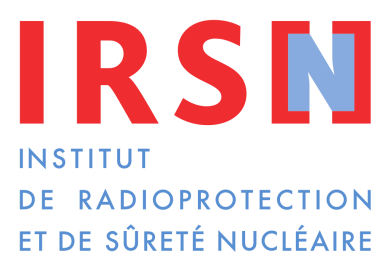 IRSN
INSTITUT
DE RADIOPROTECTION
ET DE SÛRETÉ NUCLÉAIRE